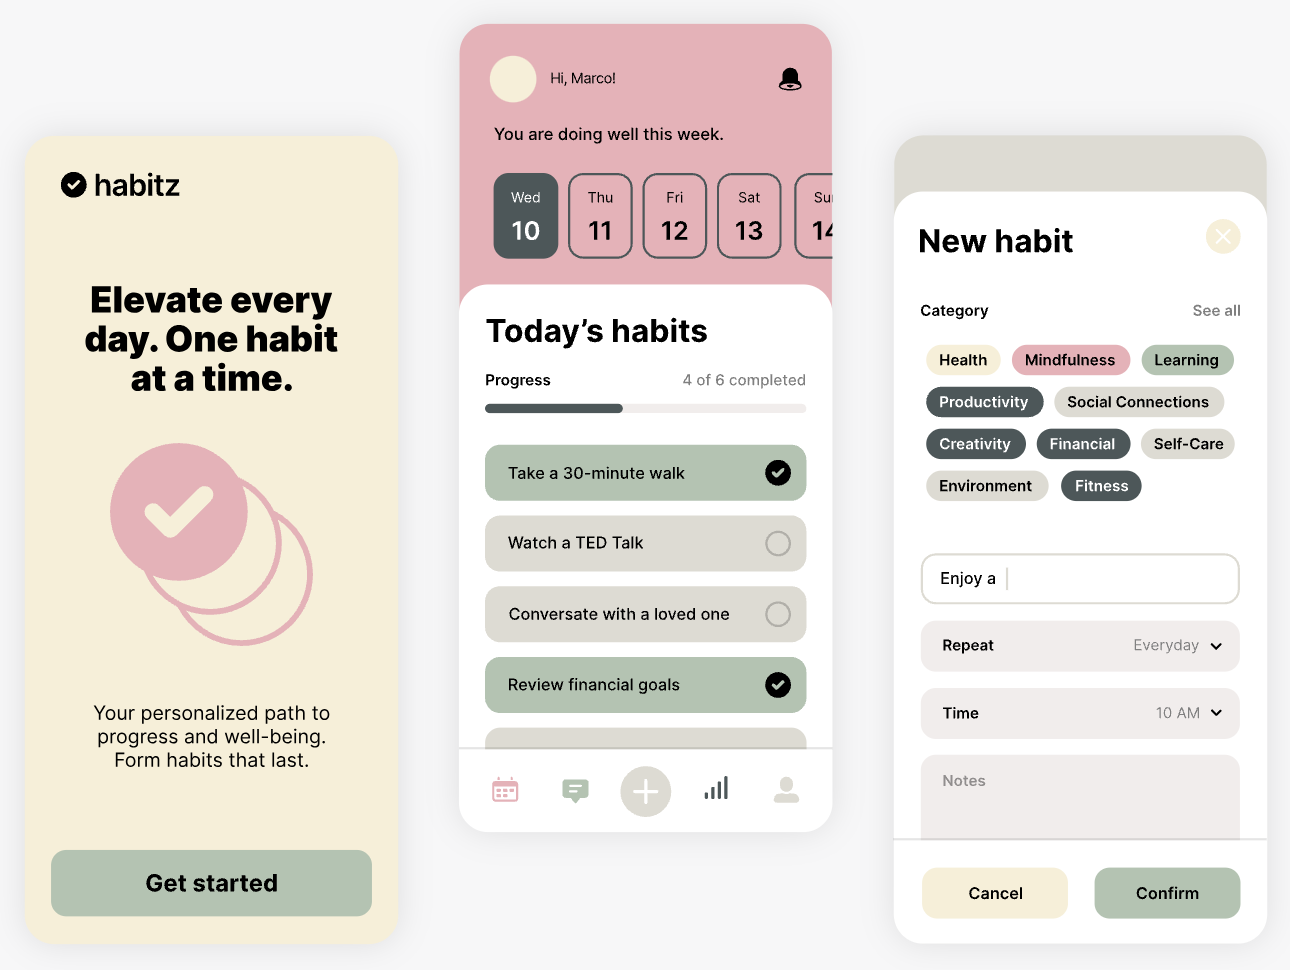 habitz
Elevate every
day. One habit
at a time.
Your personalized path to
progress and well-being.
Form habits that last.
Get started
Hi, Marco!
You are doing well this week.
Wed Thu Fri Sat Sun
10 11 12 13 14
Today’s habits
Progress 4 of 6 completed
Take a 30-minute walk
Watch a TED Talk
Conversate with a loved one
Review financial goals
New habit
Category See all
Health Mindfulness Learning
Productivity Social Connections
Creativity Financial Self-Care
Environment Fitness
Enjoy a
Repeat Everyday
Time 10 AM
Notes
Cancel Confirm